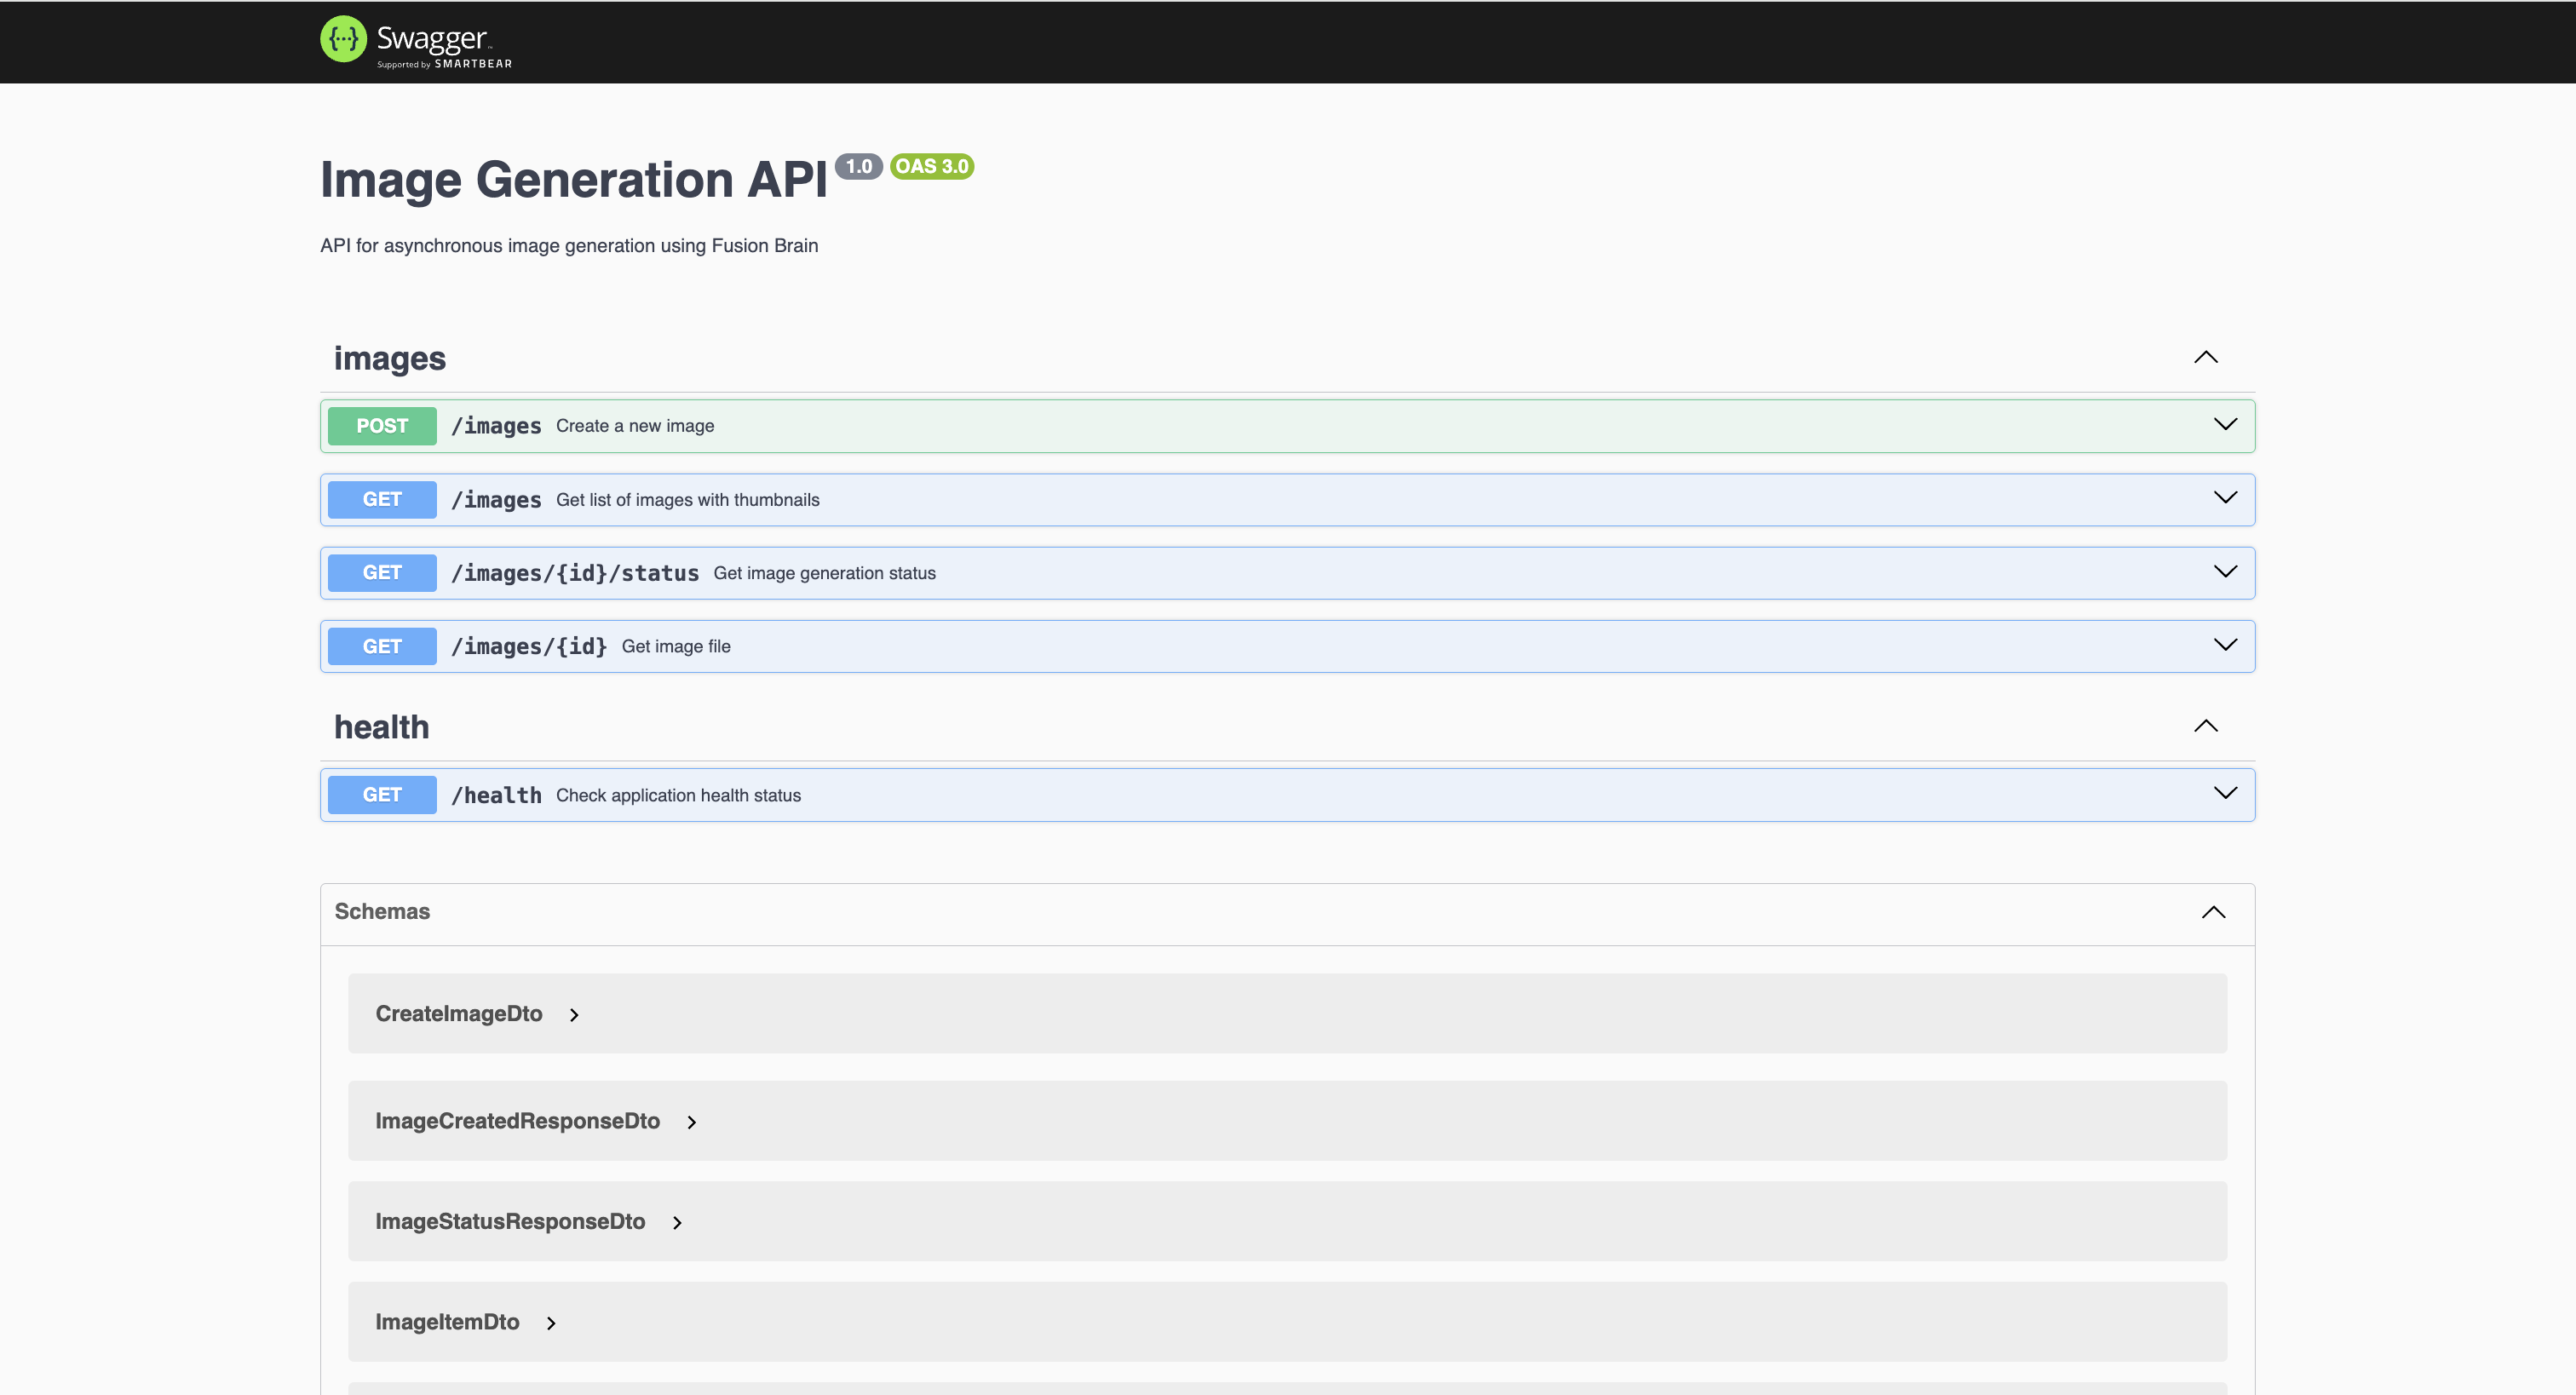 Swagger
Supported by SMARTBEAR
Image Generation API 1.0 OAS 3.0
API for asynchronous image generation using Fusion Brain
images
POST /images Create a new image
GET /images Get list of images with thumbnails
GET /images/{id}/status Get image generation status
GET /images/{id} Get image file
health
GET /health Check application health status
Schemas
CreateImageDto
ImageCreatedResponseDto
ImageStatusResponseDto
ImageItemDto